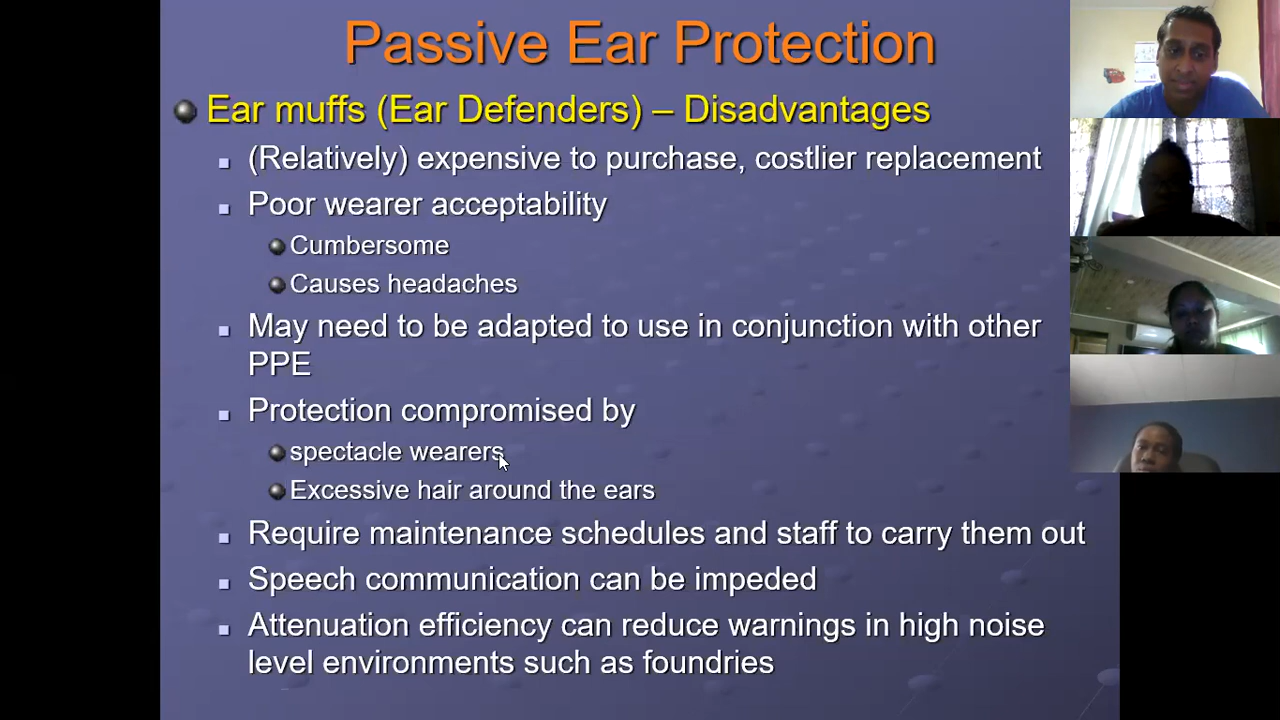 Passive Ear Protection
Ear muffs (Ear Defenders) – Disadvantages
(Relatively) expensive to purchase, costlier replacement
Poor wearer acceptability
Cumbersome
Causes headaches
May need to be adapted to use in conjunction with other
PPE
Protection compromised by
spectacle wearers
Excessive hair around the ears
Require maintenance schedules and staff to carry them out
Speech communication can be impeded
Attenuation efficiency can reduce warnings in high noise
level environments such as foundries